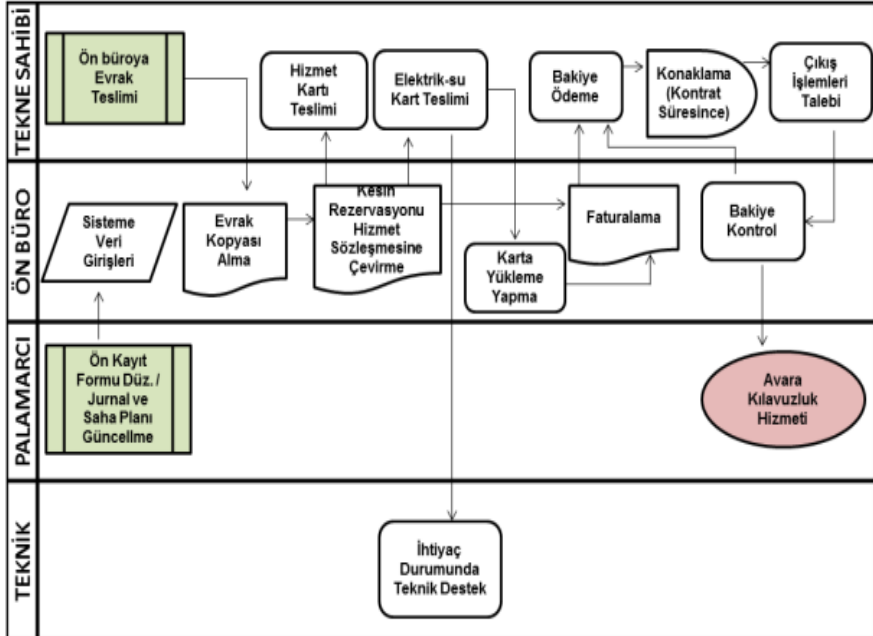 TEKNE SAHİBİ
Ön büroya
Evrak
Teslimi
Hizmet
Kartı
Teslimi
Elektrik-su
Kart Teslimi
Bakiye
Ödeme
Konaklama
(Kontrat
Süresince)
Çıkış
İşlemleri
Talebi
ÖN BÜRO
Sisteme
Veri
Girişleri
Evrak
Kopyası
Alma
Kesin
Rezervasyonu
Hizmet
Sözleşmesine
Çevirme
Karta
Yükleme
Yapma
Faturalama
Bakiye
Kontrol
PALAMARCI
Ön Kayıt
Formu Düz. /
Jurnal ve
Saha Planı
Güncellme
Avara
Kılavuzluk
Hizmeti
TEKNİK
İhtiyaç
Durumunda
Teknik Destek